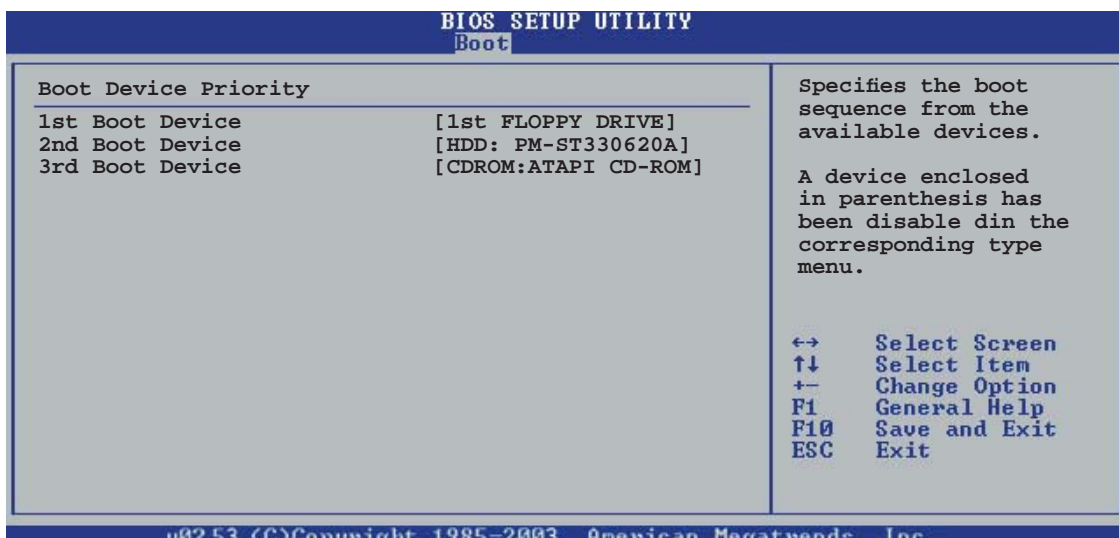 BIOS SETUP UTILITY
Boot
Boot Device Priority
1st Boot Device [1st FLOPPY DRIVE]
2nd Boot Device [HDD: PM-ST330620A]
3rd Boot Device [CDROM:ATAPI CD-ROM]
Specifies the boot
sequence from the
available devices.
A device enclosed
in parenthesis has
been disable din the
corresponding type
menu.
←→ Select Screen
↑↓ Select Item
+- Change Option
F1 General Help
F10 Save and Exit
ESC Exit
v02.53 (C)Copyright 1985-2003, American Megatrends, Inc.